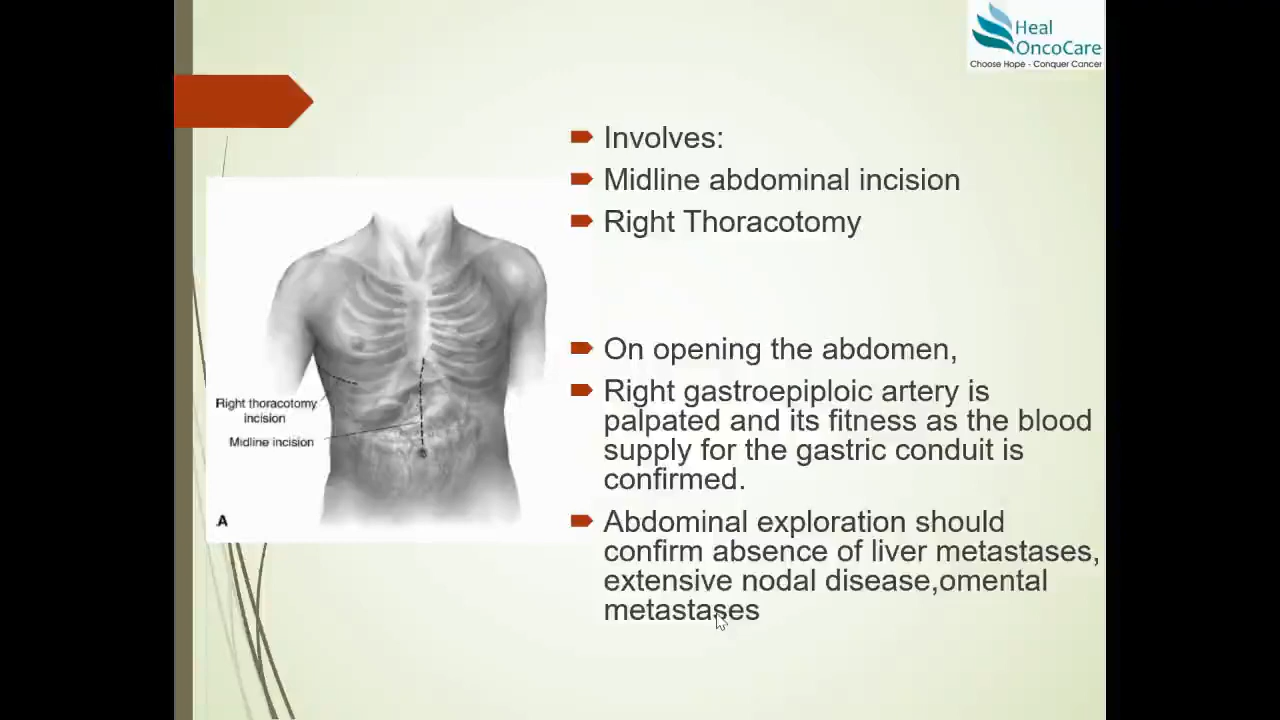 Heal
OncoCare
Choose Hope - Conquer Cancer
Involves:
Midline abdominal incision
Right Thoracotomy
On opening the abdomen,
Right gastroepiploic artery is
palpated and its fitness as the blood
supply for the gastric conduit is
confirmed.
Abdominal exploration should
confirm absence of liver metastases,
extensive nodal disease,omental
metastases
Right thoracotomy
incision
Midline incision
A